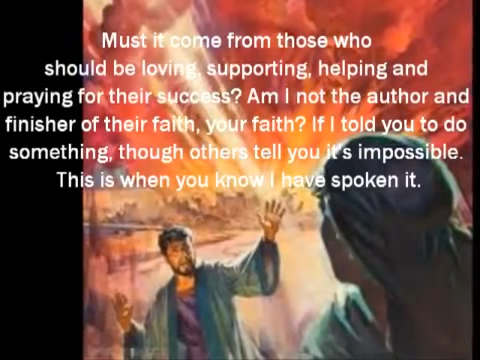 Must it come from those who
should be loving, supporting, helping and
praying for their success? Am I not the author and
finisher of their faith, your faith? If I told you to do
something, though others tell you it's impossible.
This is when you know I have spoken it.